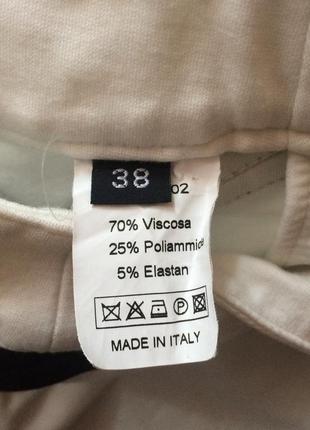 38
02
70% Viscosa
25% Poliammide
5% Elastan
P
MADE IN ITALY